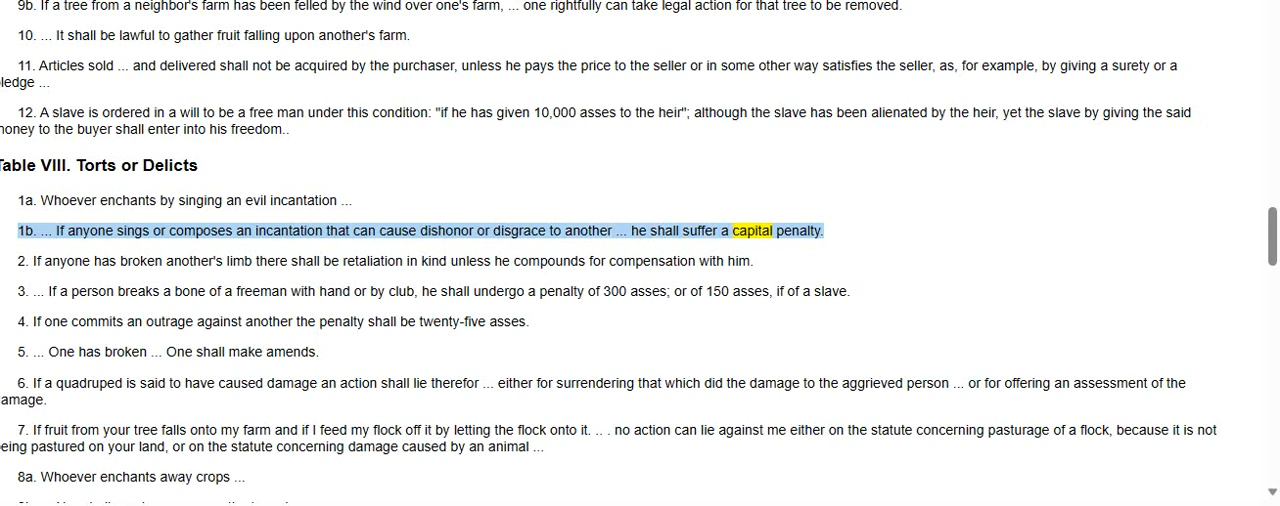 9b. If a tree from a neighbor's farm has been felled by the wind over one's farm, ... one rightfully can take legal action for that tree to be removed.
10. ... It shall be lawful to gather fruit falling upon another's farm.
11. Articles sold ... and delivered shall not be acquired by the purchaser, unless he pays the price to the seller or in some other way satisfies the seller, as, for example, by giving a surety or a
ledge ...
12. A slave is ordered in a will to be a free man under this condition: "if he has given 10,000 asses to the heir"; although the slave has been alienated by the heir, yet the slave by giving the said
money to the buyer shall enter into his freedom..
Table VIII. Torts or Delicts
1a. Whoever enchants by singing an evil incantation ...
1b. ... If anyone sings or composes an incantation that can cause dishonor or disgrace to another ... he shall suffer a capital penalty.
2. If anyone has broken another's limb there shall be retaliation in kind unless he compounds for compensation with him.
3. ... If a person breaks a bone of a freeman with hand or by club, he shall undergo a penalty of 300 asses; or of 150 asses, if of a slave.
4. If one commits an outrage against another the penalty shall be twenty-five asses.
5. ... One has broken ... One shall make amends.
6. If a quadruped is said to have caused damage an action shall lie therefor ... either for surrendering that which did the damage to the aggrieved person ... or for offering an assessment of the
amage.
7. If fruit from your tree falls onto my farm and if I feed my flock off it by letting the flock onto it. .. . no action can lie against me either on the statute concerning pasturage of a flock, because it is not
eing pastured on your land, or on the statute concerning damage caused by an animal ...
8a. Whoever enchants away crops ...